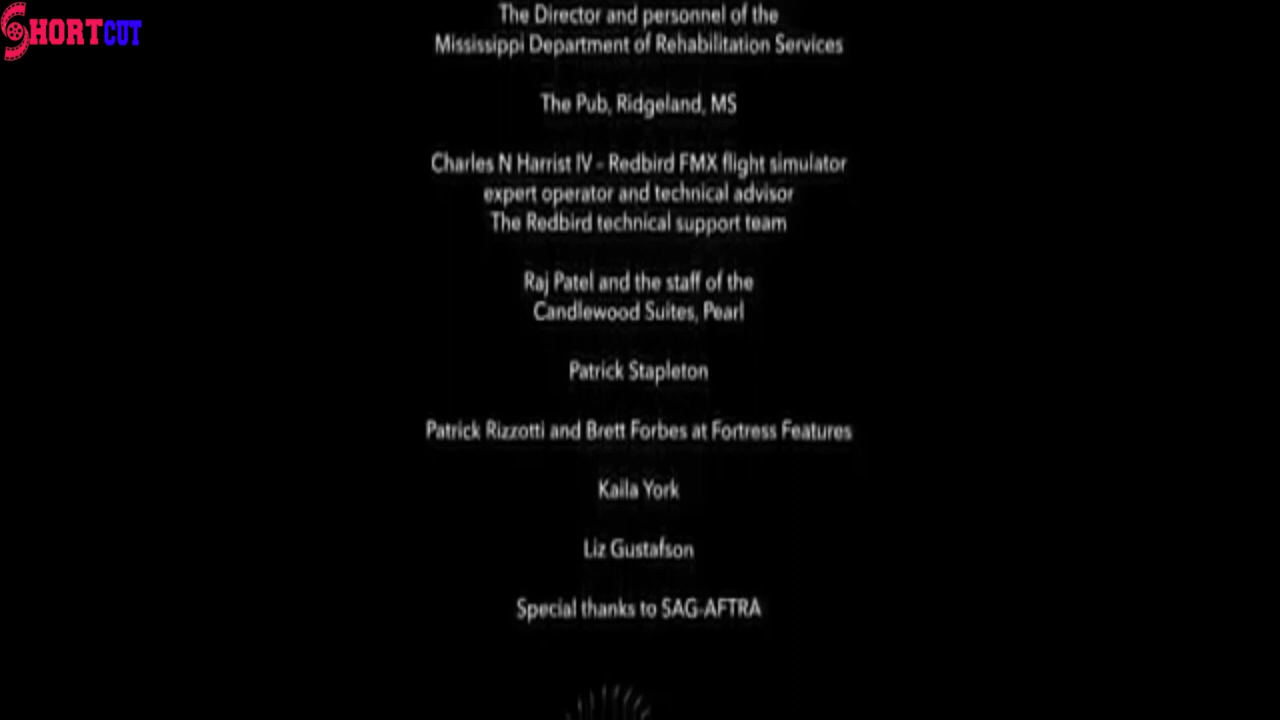 SHORTCUT
The Director and personnel of the
Mississippi Department of Rehabilitation Services
The Pub, Ridgeland, MS
Charles N Harrist IV - Redbird FMX flight simulator
expert operator and technical advisor
The Redbird technical support team
Raj Patel and the staff of the
Candlewood Suites, Pearl
Patrick Stapleton
Patrick Rizzotti and Brett Forbes at Fortress Features
Kaila York
Liz Gustafson
Special thanks to SAG-AFTRA